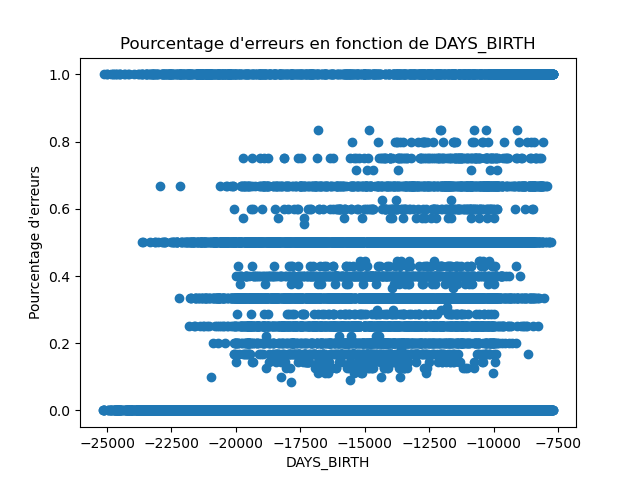 Pourcentage d'erreurs en fonction de DAYS_BIRTH
1.0
0.8
0.6
0.4
0.2
0.0
Pourcentage d'erreurs
−25000 −22500 −20000 −17500 −15000 −12500 −10000 −7500
DAYS_BIRTH